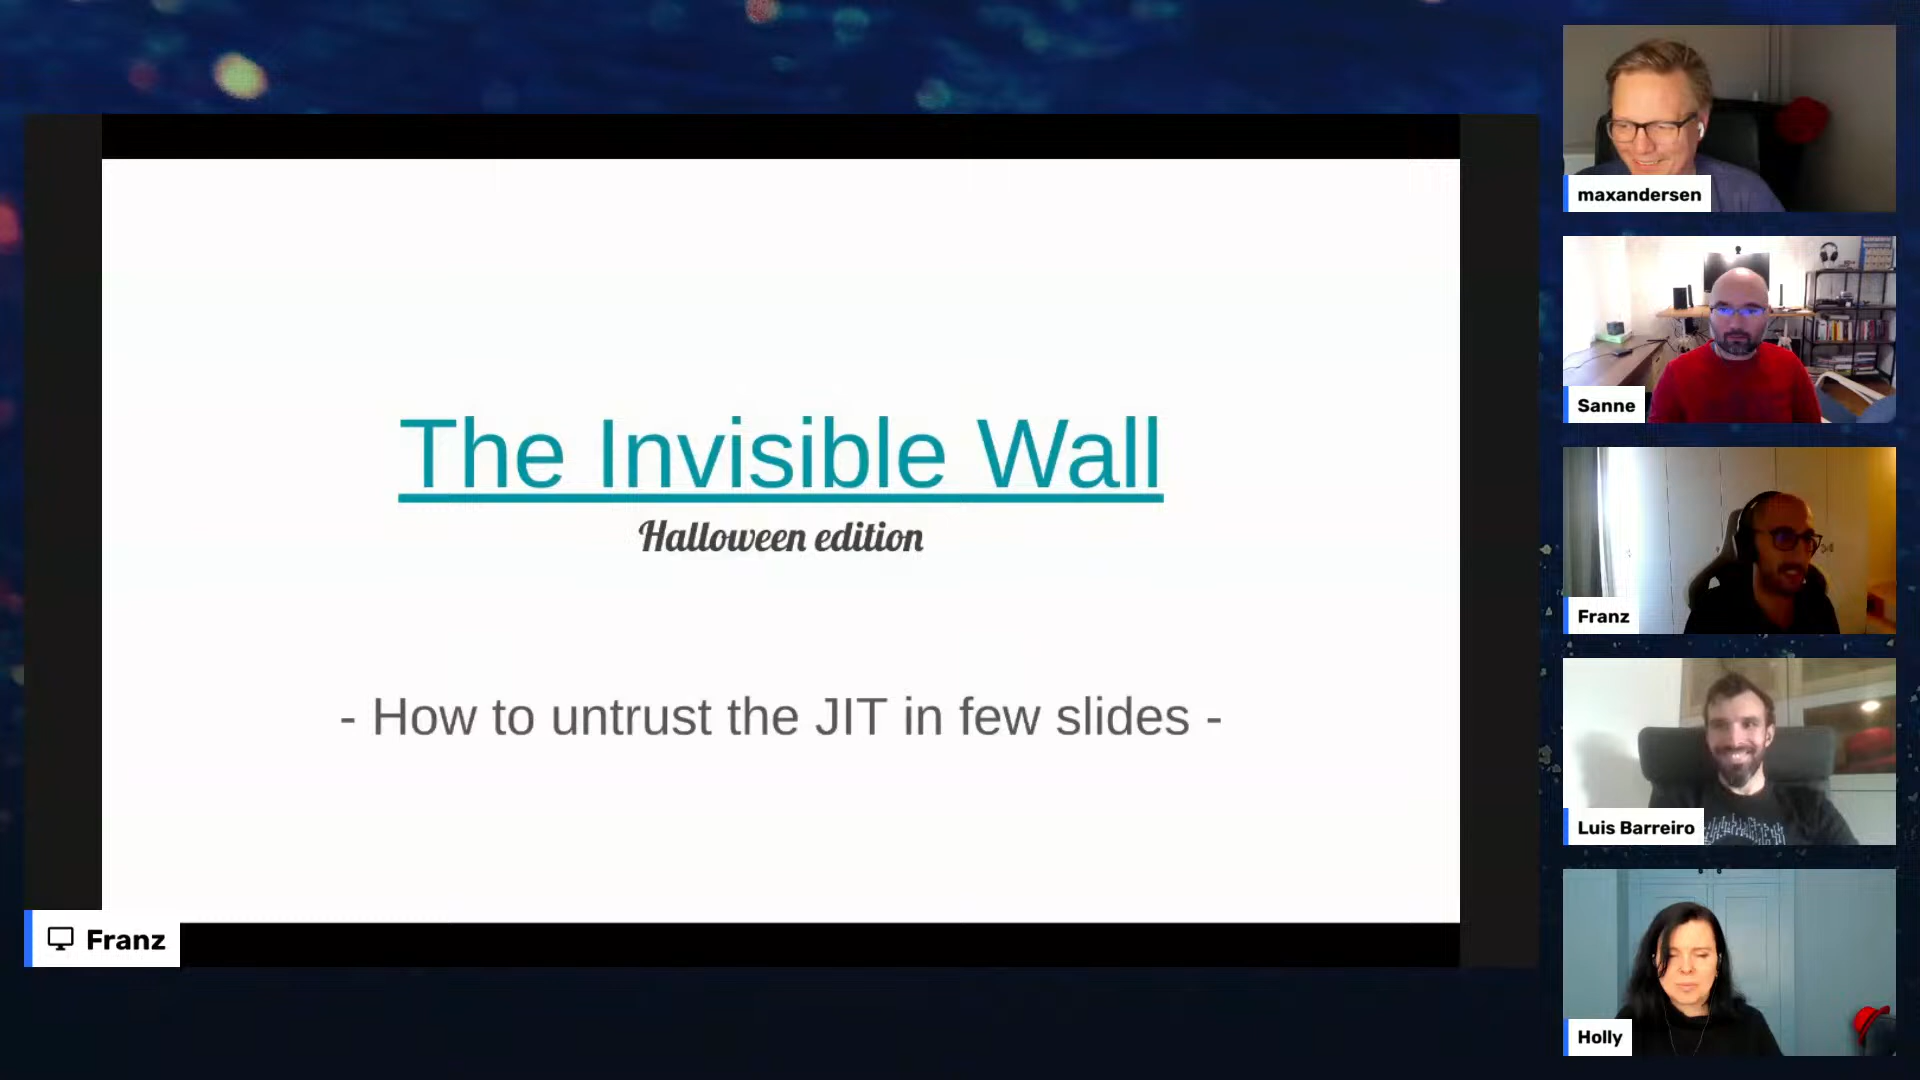 The Invisible Wall
Halloween edition
- How to untrust the JIT in few slides -
Franz
maxandersen
Sanne
Franz
Luis Barreiro
Holly